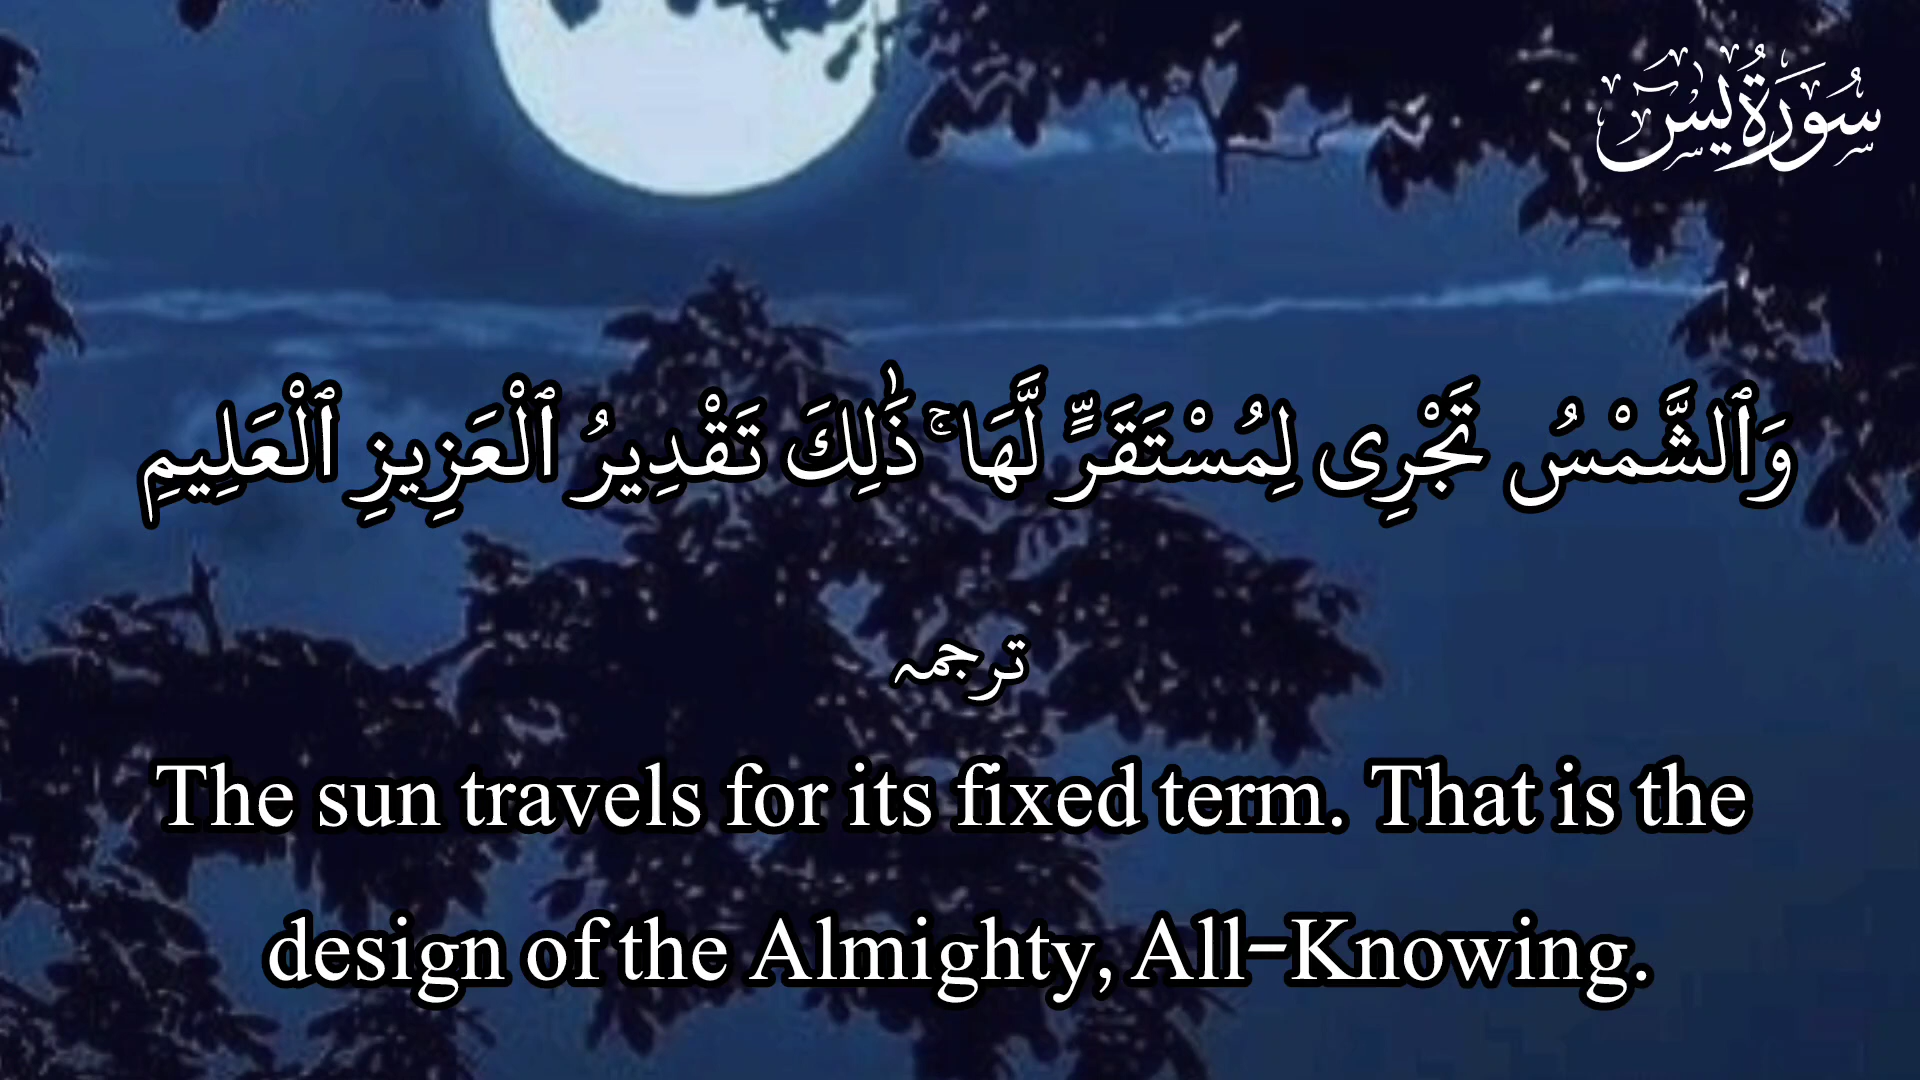 سُورَةُ يسٓ
وَٱلشَّمْسُ تَجْرِى لِمُسْتَقَرٍّ لَّهَا ۚ ذَٰلِكَ تَقْدِيرُ ٱلْعَزِيزِ ٱلْعَلِيمِ
ترجمہ
The sun travels for its fixed term. That is the
design of the Almighty, All-Knowing.